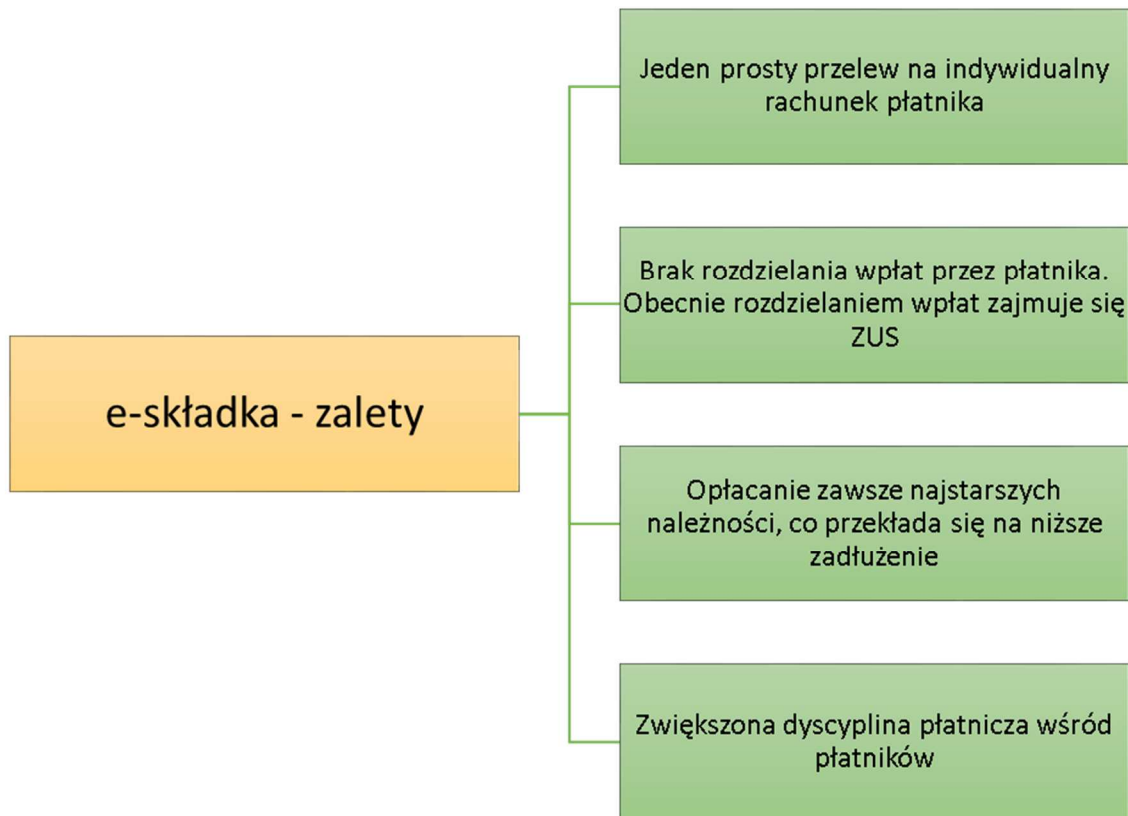 e-składka - zalety
Jeden prosty przelew na indywidualny
rachunek płatnika
Brak rozdzielania wpłat przez płatnika.
Obecnie rozdzielaniem wpłat zajmuje się
ZUS
Opłacanie zawsze najstarszych
należności, co przekłada się na niższe
zadłużenie
Zwiększona dyscyplina płatnicza wśród
płatników